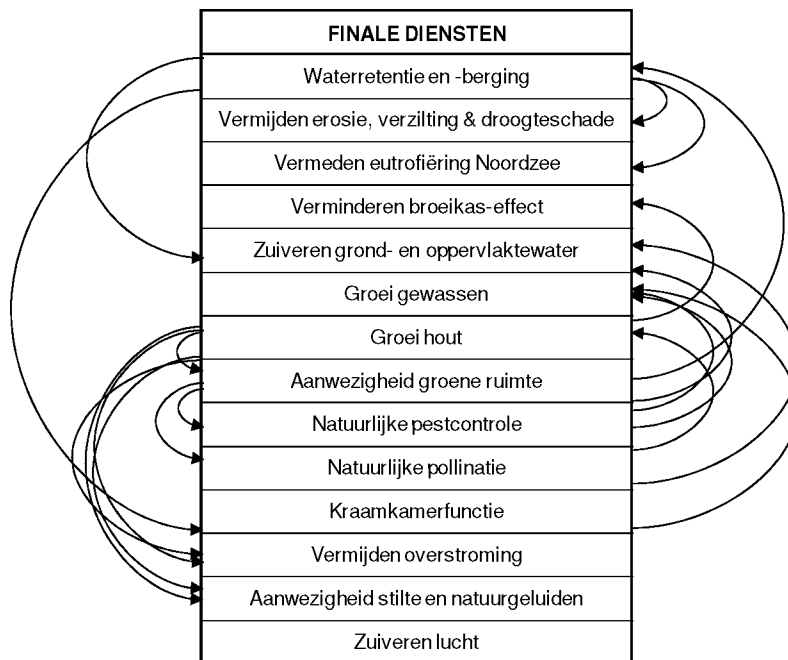 FINALE DIENSTEN
Waterretentie en -berging
Vermijden erosie, verzilting & droogteschade
Vermeden eutrofiëring Noordzee
Verminderen broeikas-effect
Zuiveren grond- en oppervlaktewater
Groei gewassen
Groei hout
Aanwezigheid groene ruimte
Natuurlijke pestcontrole
Natuurlijke pollinatie
Kraamkamerfunctie
Vermijden overstroming
Aanwezigheid stilte en natuurgeluiden
Zuiveren lucht